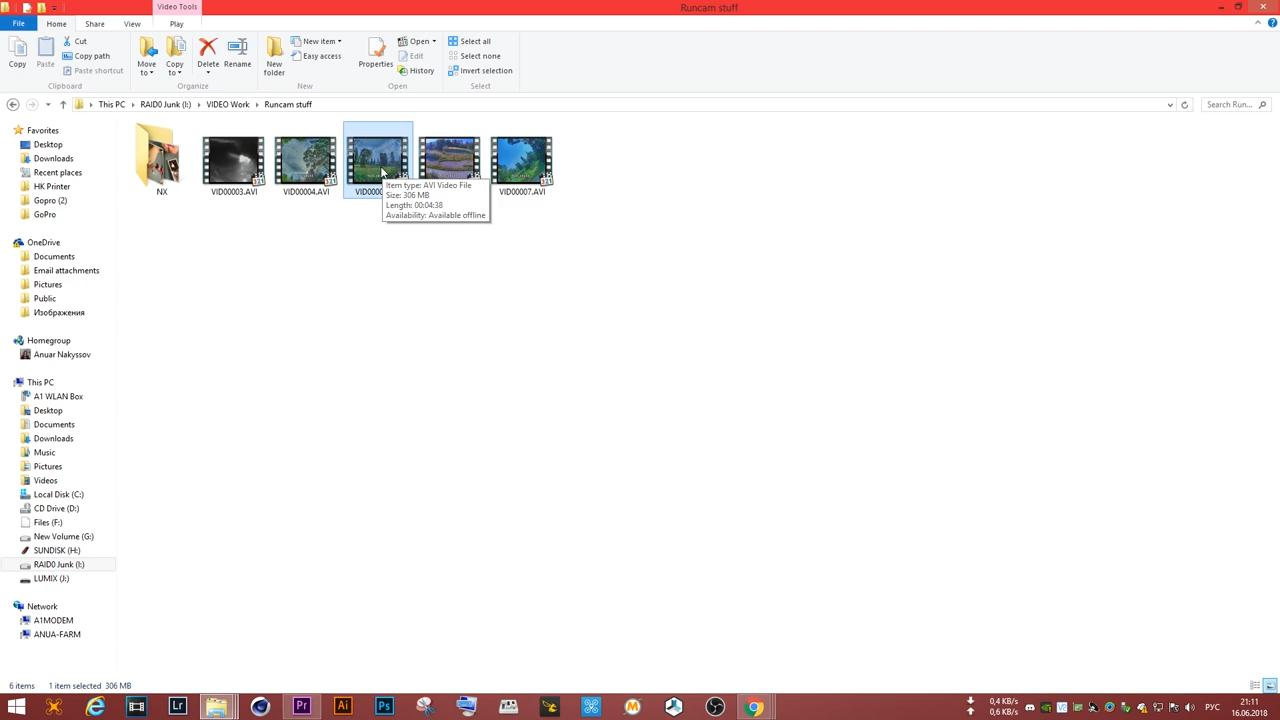 Video Tools
Runcam stuff
File
Home
Share
View
Play
Copy
Paste
Cut
Copy path
Paste shortcut
Clipboard
Move to
Copy to
Delete
Rename
Organize
New folder
New item
Easy access
New
Properties
Open
Edit
History
Open
Select all
Select none
Invert selection
Select
This PC
RAID0 Junk (I:)
VIDEO Work
Runcam stuff
Search Run...
Favorites
Desktop
Downloads
Recent places
HK Printer
Gopro (2)
GoPro
OneDrive
Documents
Email attachments
Pictures
Public
Изображения
Homegroup
Anuar Nakyssov
This PC
A1 WLAN Box
Desktop
Documents
Downloads
Music
Pictures
Videos
Local Disk (C:)
CD Drive (D:)
Files (F:)
New Volume (G:)
SUNDISK (H:)
RAID0 Junk (I:)
LUMIX (J:)
Network
A1MODEM
ANUA-FARM
NX
VID00003.AVI
VID00004.AVI
VID00007.AVI
Item type: AVI Video File
Size: 306 MB
Length: 00:04:38
Availability: Available offline
6 items
1 item selected 306 MB
Lr
Pr
Ai
Ps
0,4 KB/s
0,6 KB/s
РУС
21:11
16.06.2018